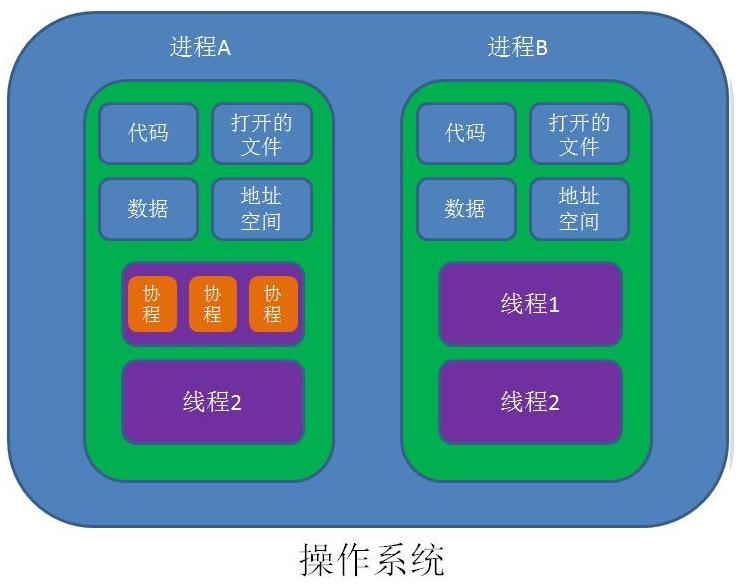 进程A
进程B
代码
打开的
文件
数据
地址
空间
协
程
协
程
协
程
线程2
代码
打开的
文件
数据
地址
空间
线程1
线程2
操作系统